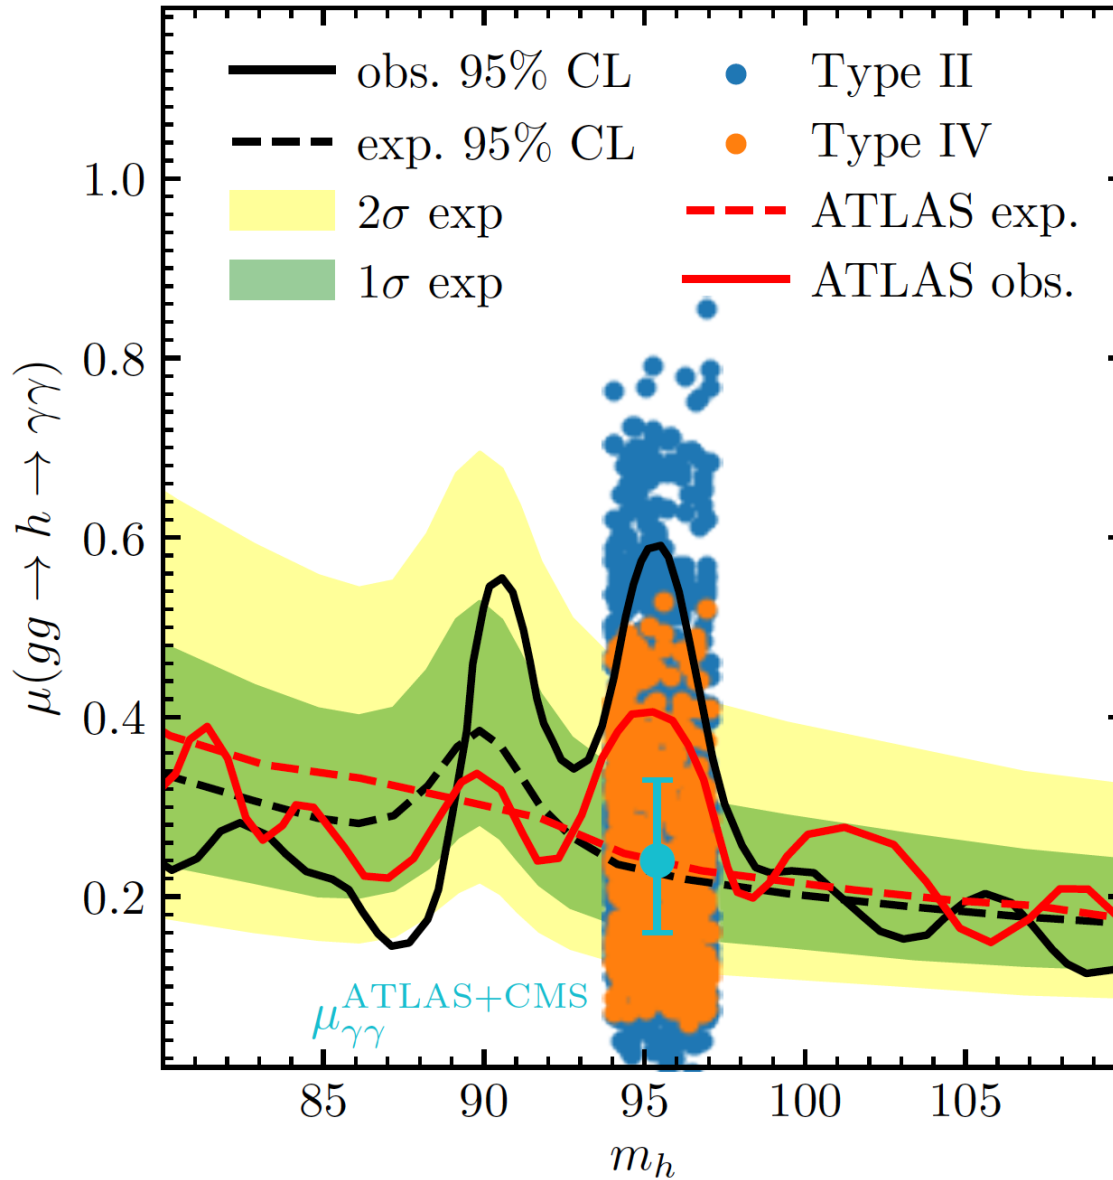 obs. 95% CL
exp. 95% CL
2σ exp
1σ exp
Type II
Type IV
ATLAS exp.
ATLAS obs.
μ(gg → h → γγ)
1.0
0.8
0.6
0.4
0.2
μ_γγ^ATLAS+CMS
85
90
95
100
105
m_h